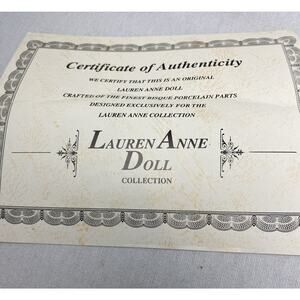 Certificate of Authenticity
WE CERTIFY THAT THIS IS AN ORIGINAL
LAUREN ANNE DOLL
CRAFTED OF THE FINEST BISQUE PORCELAIN PARTS
DESIGNED EXCLUSIVELY FOR THE
LAUREN ANNE COLLECTION
LAUREN ANNE
DOLL
COLLECTION